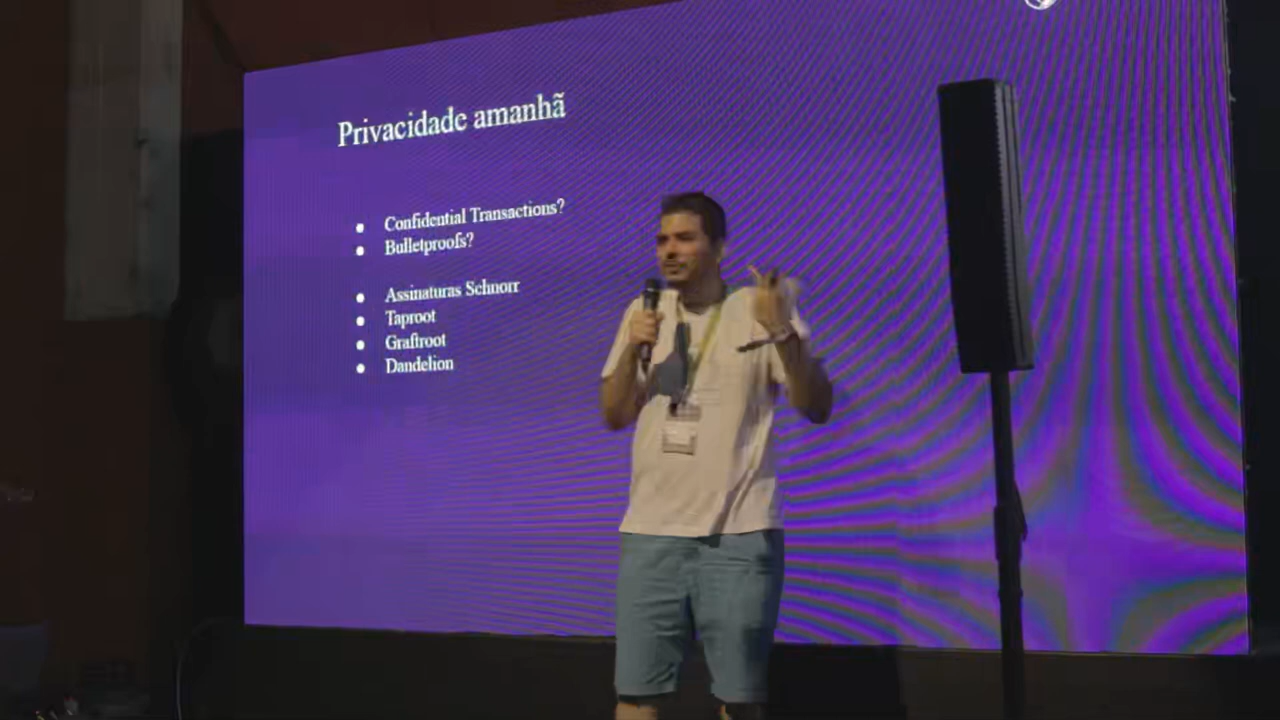 Privacidade amanhã
Confidential Transactions?
Bulletproofs?
Assinaturas Schnorr
Taproot
Graftroot
Dandelion